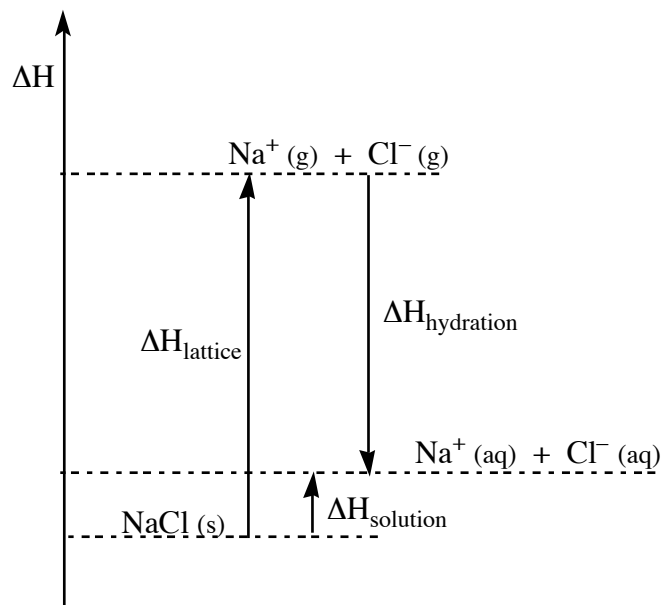 ΔH
Na⁺ (g) + Cl⁻ (g)
ΔH_hydration
ΔH_lattice
Na⁺ (aq) + Cl⁻ (aq)
NaCl (s)
ΔH_solution